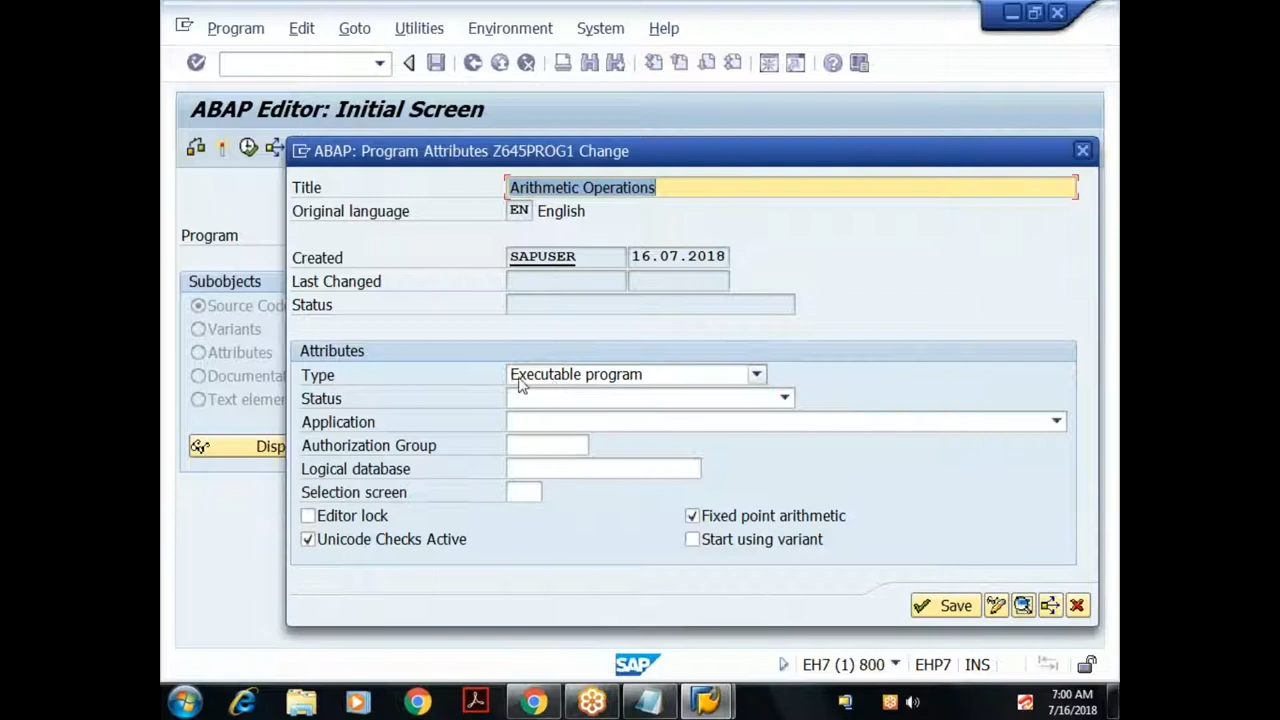 Program Edit Goto Utilities Environment System Help
ABAP Editor: Initial Screen
ABAP: Program Attributes Z645PROG1 Change
Title Arithmetic Operations
Original language EN English
Program
Created SAPUSER 16.07.2018
Subobjects
Last Changed
Source Cod
Status
Variants
Attributes
Attributes
Type Executable program
Documenta
Status
Text eleme
Application
Disp
Authorization Group
Logical database
Selection screen
Editor lock Fixed point arithmetic
Unicode Checks Active Start using variant
Save
SAP EH7 (1) 800 EHP7 INS
7:00 AM
7/16/2018